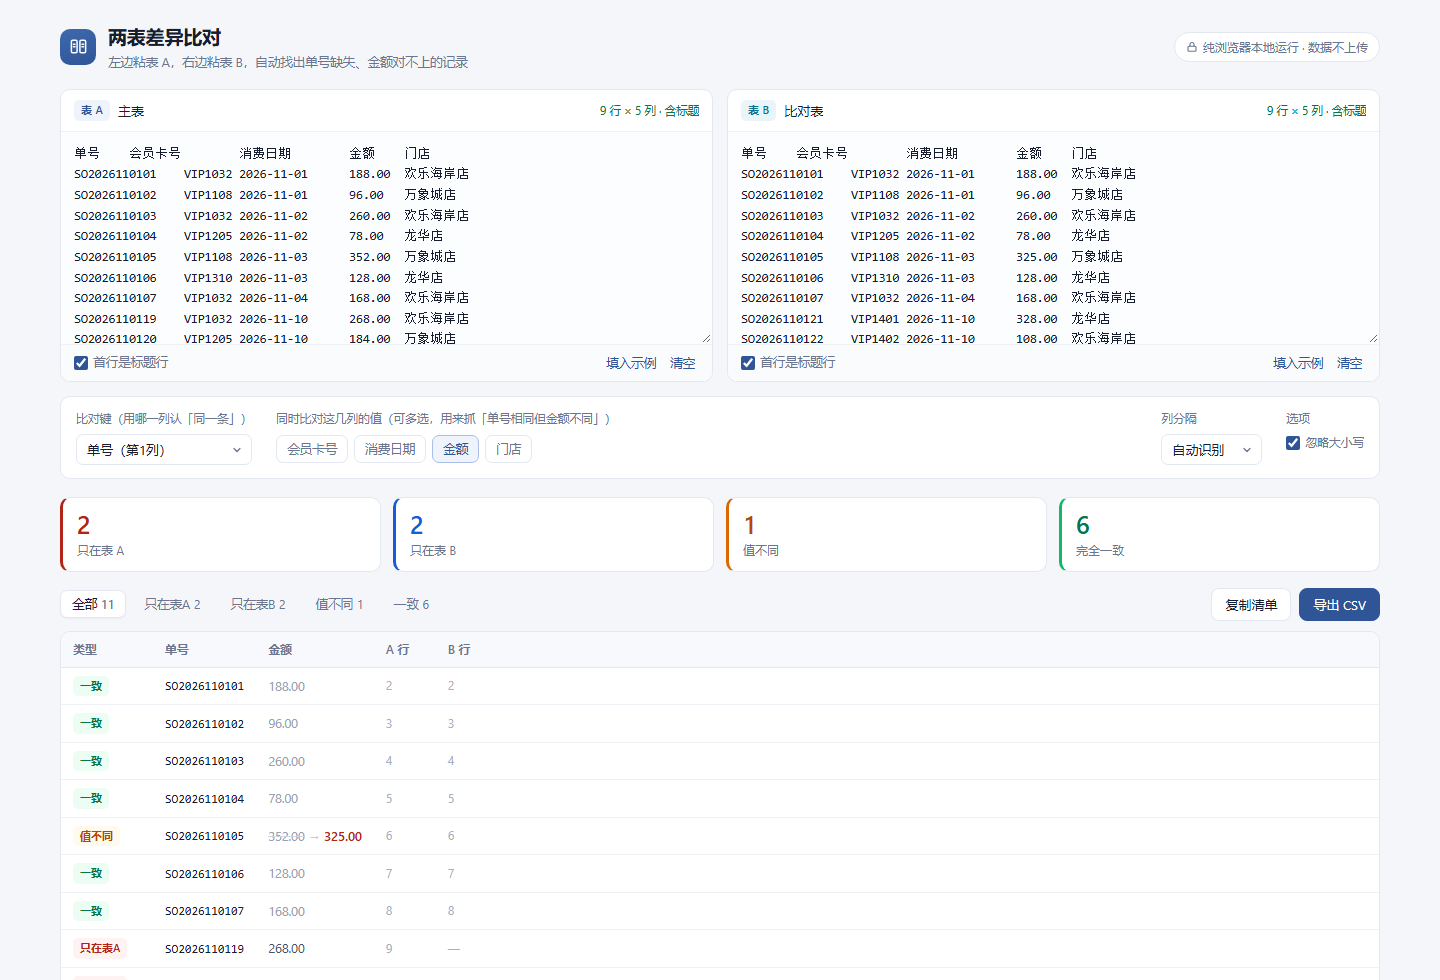 两表差异比对
左边粘表 A，右边粘表 B，自动找出单号缺失、金额对不上的记录
纯浏览器本地运行 · 数据不上传
表 A 主表 9 行 × 5 列 · 含标题
单号 会员卡号 消费日期 金额 门店
SO2026110101 VIP1032 2026-11-01 188.00 欢乐海岸店
SO2026110102 VIP1108 2026-11-01 96.00 万象城店
SO2026110103 VIP1032 2026-11-02 260.00 欢乐海岸店
SO2026110104 VIP1205 2026-11-02 78.00 龙华店
SO2026110105 VIP1108 2026-11-03 352.00 万象城店
SO2026110106 VIP1310 2026-11-03 128.00 龙华店
SO2026110107 VIP1032 2026-11-04 168.00 欢乐海岸店
SO2026110119 VIP1032 2026-11-10 268.00 欢乐海岸店
SO2026110120 VIP1205 2026-11-10 184.00 万象城店
首行是标题行 填入示例 清空
表 B 比对表 9 行 × 5 列 · 含标题
单号 会员卡号 消费日期 金额 门店
SO2026110101 VIP1032 2026-11-01 188.00 欢乐海岸店
SO2026110102 VIP1108 2026-11-01 96.00 万象城店
SO2026110103 VIP1032 2026-11-02 260.00 欢乐海岸店
SO2026110104 VIP1205 2026-11-02 78.00 龙华店
SO2026110105 VIP1108 2026-11-03 325.00 万象城店
SO2026110106 VIP1310 2026-11-03 128.00 龙华店
SO2026110107 VIP1032 2026-11-04 168.00 欢乐海岸店
SO2026110121 VIP1401 2026-11-10 328.00 龙华店
SO2026110122 VIP1402 2026-11-10 108.00 欢乐海岸店
首行是标题行 填入示例 清空
比对键（用哪一列认「同一条」）
单号（第1列）
同时比对这几列的值（可多选，用来抓「单号相同但金额不同」）
会员卡号 消费日期 金额 门店
列分隔
自动识别
选项
忽略大小写
2
只在表 A
2
只在表 B
1
值不同
6
完全一致
全部 11 只在表A 2 只在表B 2 值不同 1 一致 6 复制清单 导出 CSV
类型 单号 金额 A 行 B 行
一致 SO2026110101 188.00 2 2
一致 SO2026110102 96.00 3 3
一致 SO2026110103 260.00 4 4
一致 SO2026110104 78.00 5 5
值不同 SO2026110105 352.00 → 325.00 6 6
一致 SO2026110106 128.00 7 7
一致 SO2026110107 168.00 8 8
只在表A SO2026110119 268.00 9 —